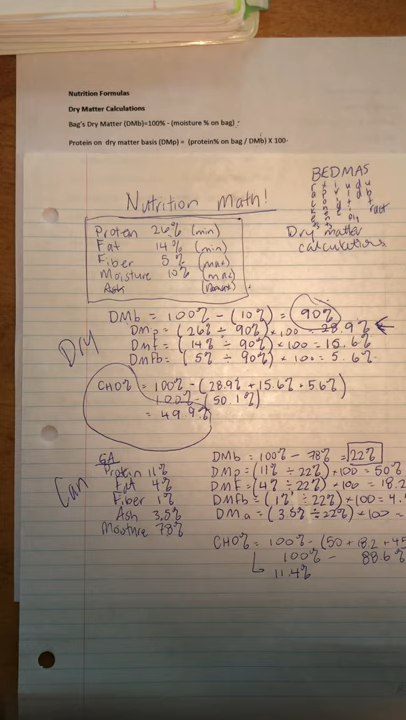 Nutrition Formulas
Dry Matter Calculations
Bag's Dry Matter (DMb)=100% - (moisture % on bag)
Protein on dry matter basis (DMp) = (protein% on bag / DMb) X 100
BEDMAS
Nutrition Math!
Dry matter
calculations
Protein 26% (min)
Fat 14% (min)
Fiber 5% (max)
Moisture 10% (max)
Ash
DRY
DMb = 100% - (10%) = 90%
DMp = (26% ÷ 90%) × 100 = 28.9%
DMf = (14% ÷ 90%) × 100 = 15.6%
DMFb = (5% ÷ 90%) × 100 = 5.6%
CHO% = 100% - (28.9% + 15.6% + 5.6%)
100% - (50.1%)
= 49.9%
Can
GA
Protein 11%
Fat 4%
Fiber 1%
Ash 3.5%
Moisture 78%
DMb = 100% - 78% = 22%
DMp = (11% ÷ 22%) × 100 = 50%
DMF = (4% ÷ 22%) × 100 = 18.2
DMFb = (1% ÷ 22%) × 100 = 4.
DMa = (3.5% ÷ 22%) × 100 =
CHO% = 100% - (50 + 18.2 + 4.5
100% - 88.6%
11.4%